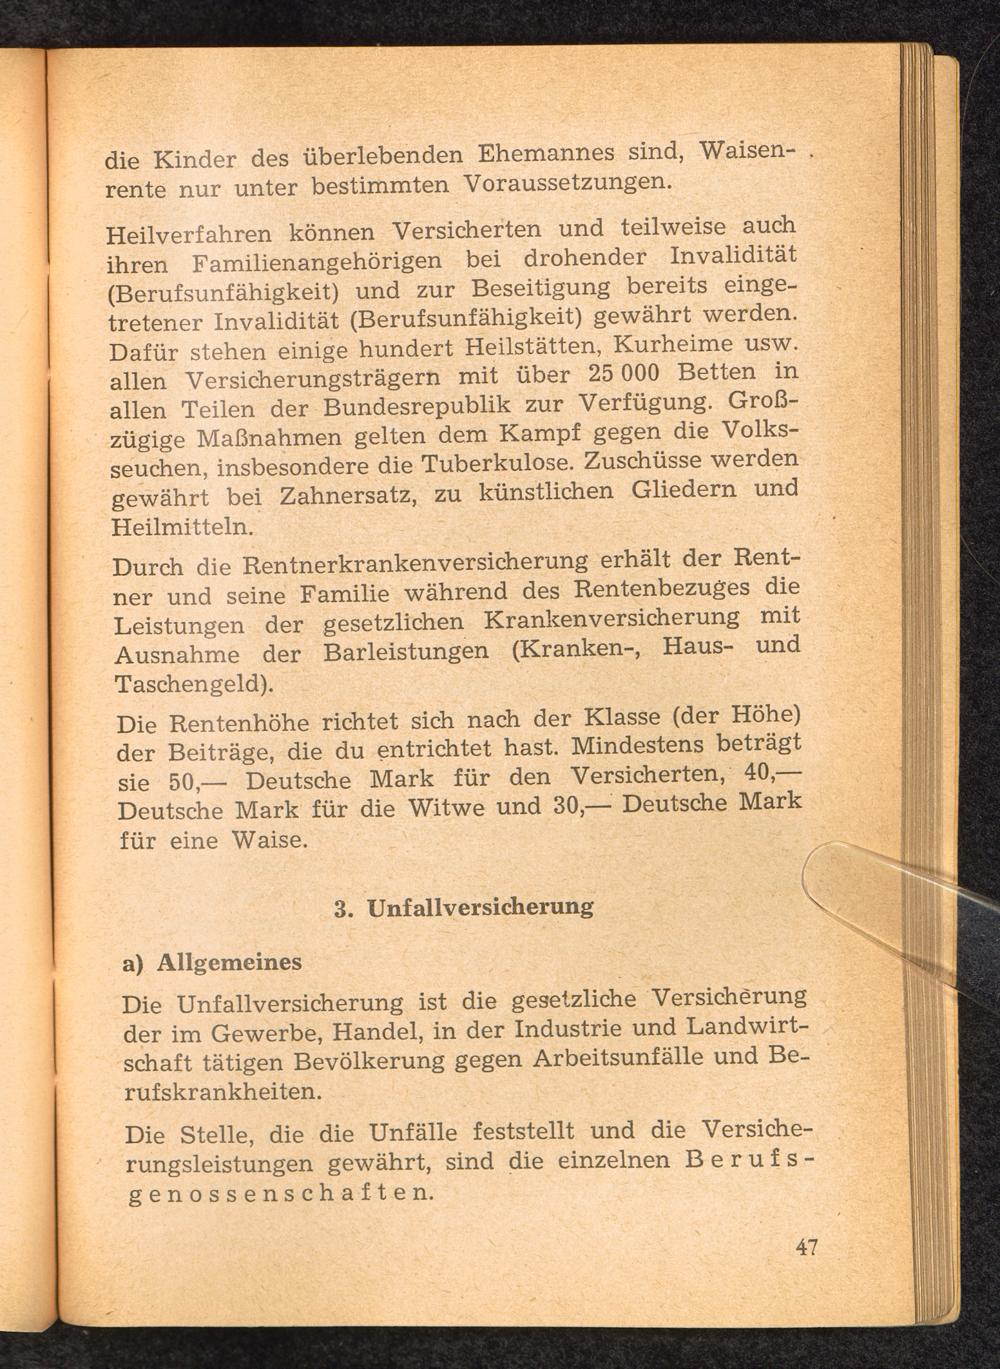 die Kinder des überlebenden Ehemannes sind, Waisen-
rente nur unter bestimmten Voraussetzungen.
Heilverfahren können Versicherten und teilweise auch
ihren Familienangehörigen bei drohender Invalidität
(Berufsunfähigkeit) und zur Beseitigung bereits einge-
tretener Invalidität (Berufsunfähigkeit) gewährt werden.
Dafür stehen einige hundert Heilstätten, Kurheime usw.
allen Versicherungsträgern mit über 25 000 Betten in
allen Teilen der Bundesrepublik zur Verfügung. Groß-
zügige Maßnahmen gelten dem Kampf gegen die Volks-
seuchen, insbesondere die Tuberkulose. Zuschüsse werden
gewährt bei Zahnersatz, zu künstlichen Gliedern und
Heilmitteln.
Durch die Rentnerkrankenversicherung erhält der Rent-
ner und seine Familie während des Rentenbezuges die
Leistungen der gesetzlichen Krankenversicherung mit
Ausnahme der Barleistungen (Kranken-, Haus- und
Taschengeld).
Die Rentenhöhe richtet sich nach der Klasse (der Höhe)
der Beiträge, die du entrichtet hast. Mindestens beträgt
sie 50,— Deutsche Mark für den Versicherten, 40,—
Deutsche Mark für die Witwe und 30,— Deutsche Mark
für eine Waise.
3. Unfallversicherung
a) Allgemeines
Die Unfallversicherung ist die gesetzliche Versicherung
der im Gewerbe, Handel, in der Industrie und Landwirt-
schaft tätigen Bevölkerung gegen Arbeitsunfälle und Be-
rufskrankheiten.
Die Stelle, die die Unfälle feststellt und die Versiche-
rungsleistungen gewährt, sind die einzelnen Berufs-
genossenschaften.
47